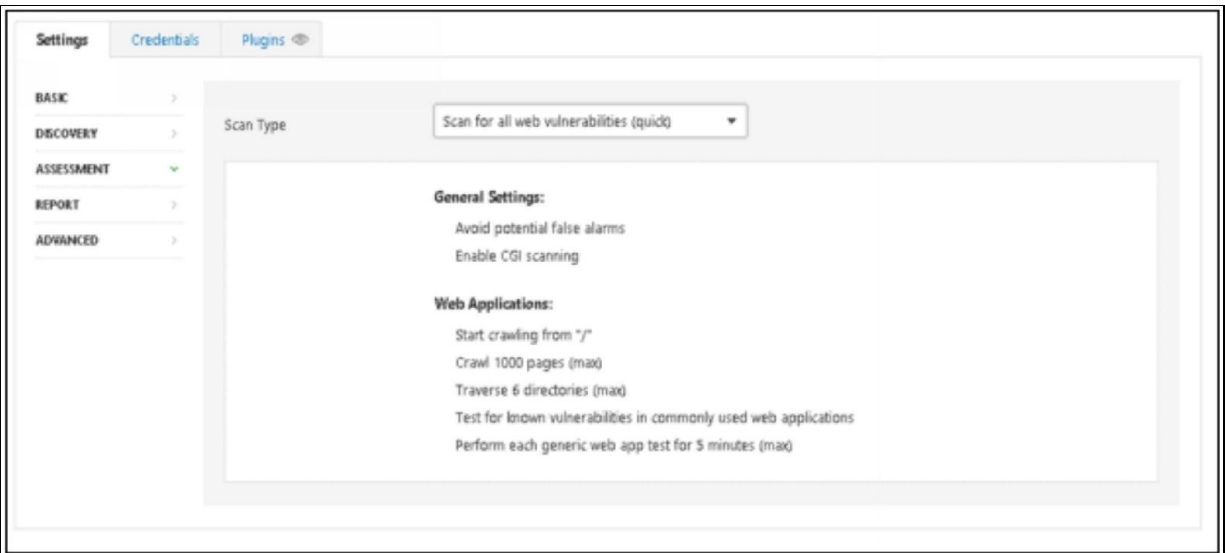 Settings Credentials Plugins
BASIC
DISCOVERY
ASSESSMENT
REPORT
ADVANCED
Scan Type Scan for all web vulnerabilities (quick)
General Settings:
Avoid potential false alarms
Enable CGI scanning
Web Applications:
Start crawling from "/"
Crawl 1000 pages (max)
Traverse 6 directories (max)
Test for known vulnerabilities in commonly used web applications
Perform each generic web app test for 5 minutes (max)